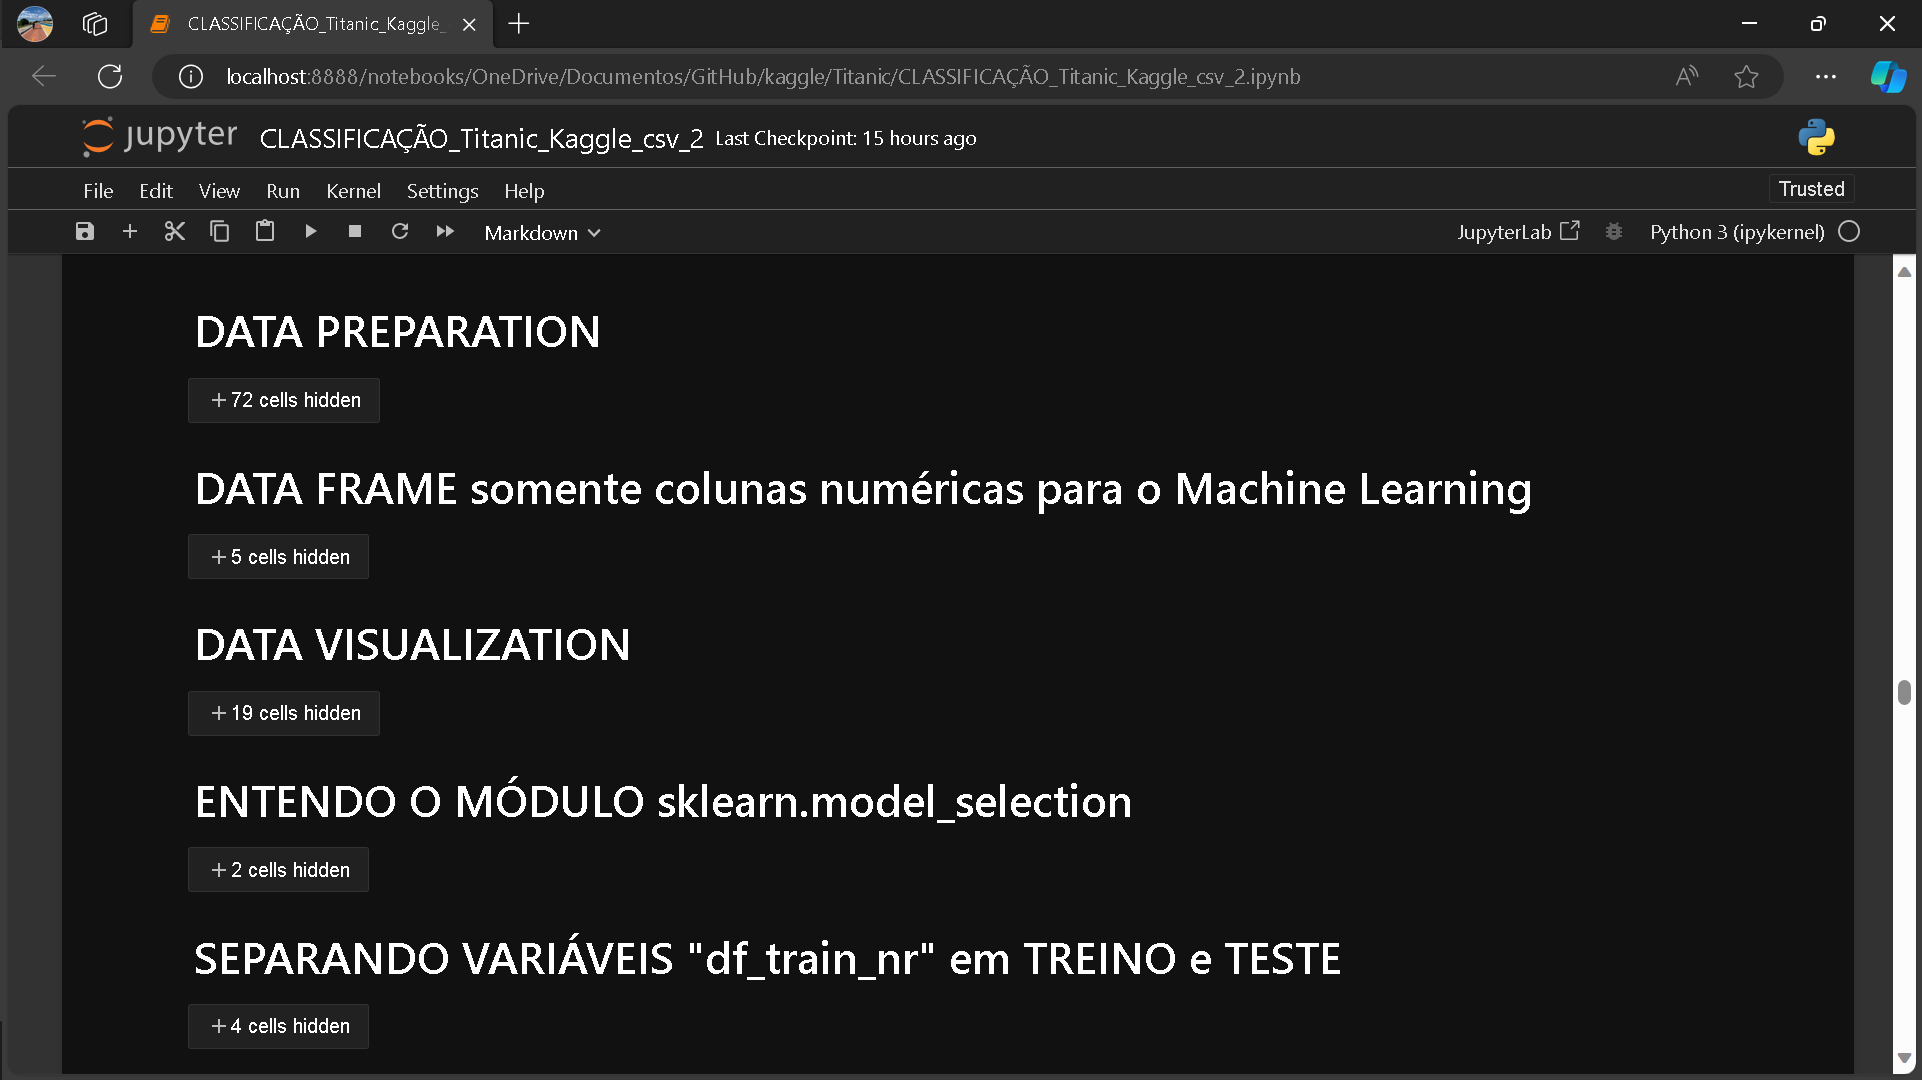 CLASSIFICAÇÃO_Titanic_Kaggle_
localhost:8888/notebooks/OneDrive/Documentos/GitHub/kaggle/Titanic/CLASSIFICAÇÃO_Titanic_Kaggle_csv_2.ipynb
jupyter CLASSIFICAÇÃO_Titanic_Kaggle_csv_2 Last Checkpoint: 15 hours ago
File Edit View Run Kernel Settings Help Trusted
Markdown JupyterLab Python 3 (ipykernel)
DATA PREPARATION
+ 72 cells hidden
DATA FRAME somente colunas numéricas para o Machine Learning
+ 5 cells hidden
DATA VISUALIZATION
+ 19 cells hidden
ENTENDO O MÓDULO sklearn.model_selection
+ 2 cells hidden
SEPARANDO VARIÁVEIS "df_train_nr" em TREINO e TESTE
+ 4 cells hidden